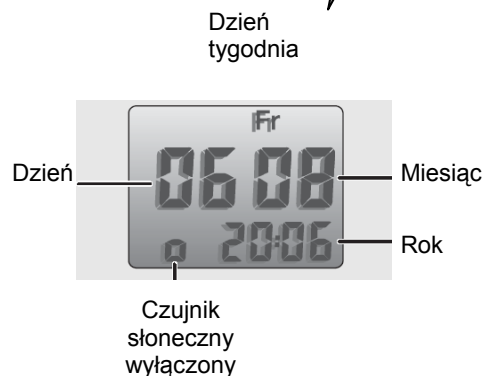 Dzień
tygodnia
Fr
Dzień
06 08
Miesiąc
20:06
Rok
o
Czujnik
słoneczny
wyłączony